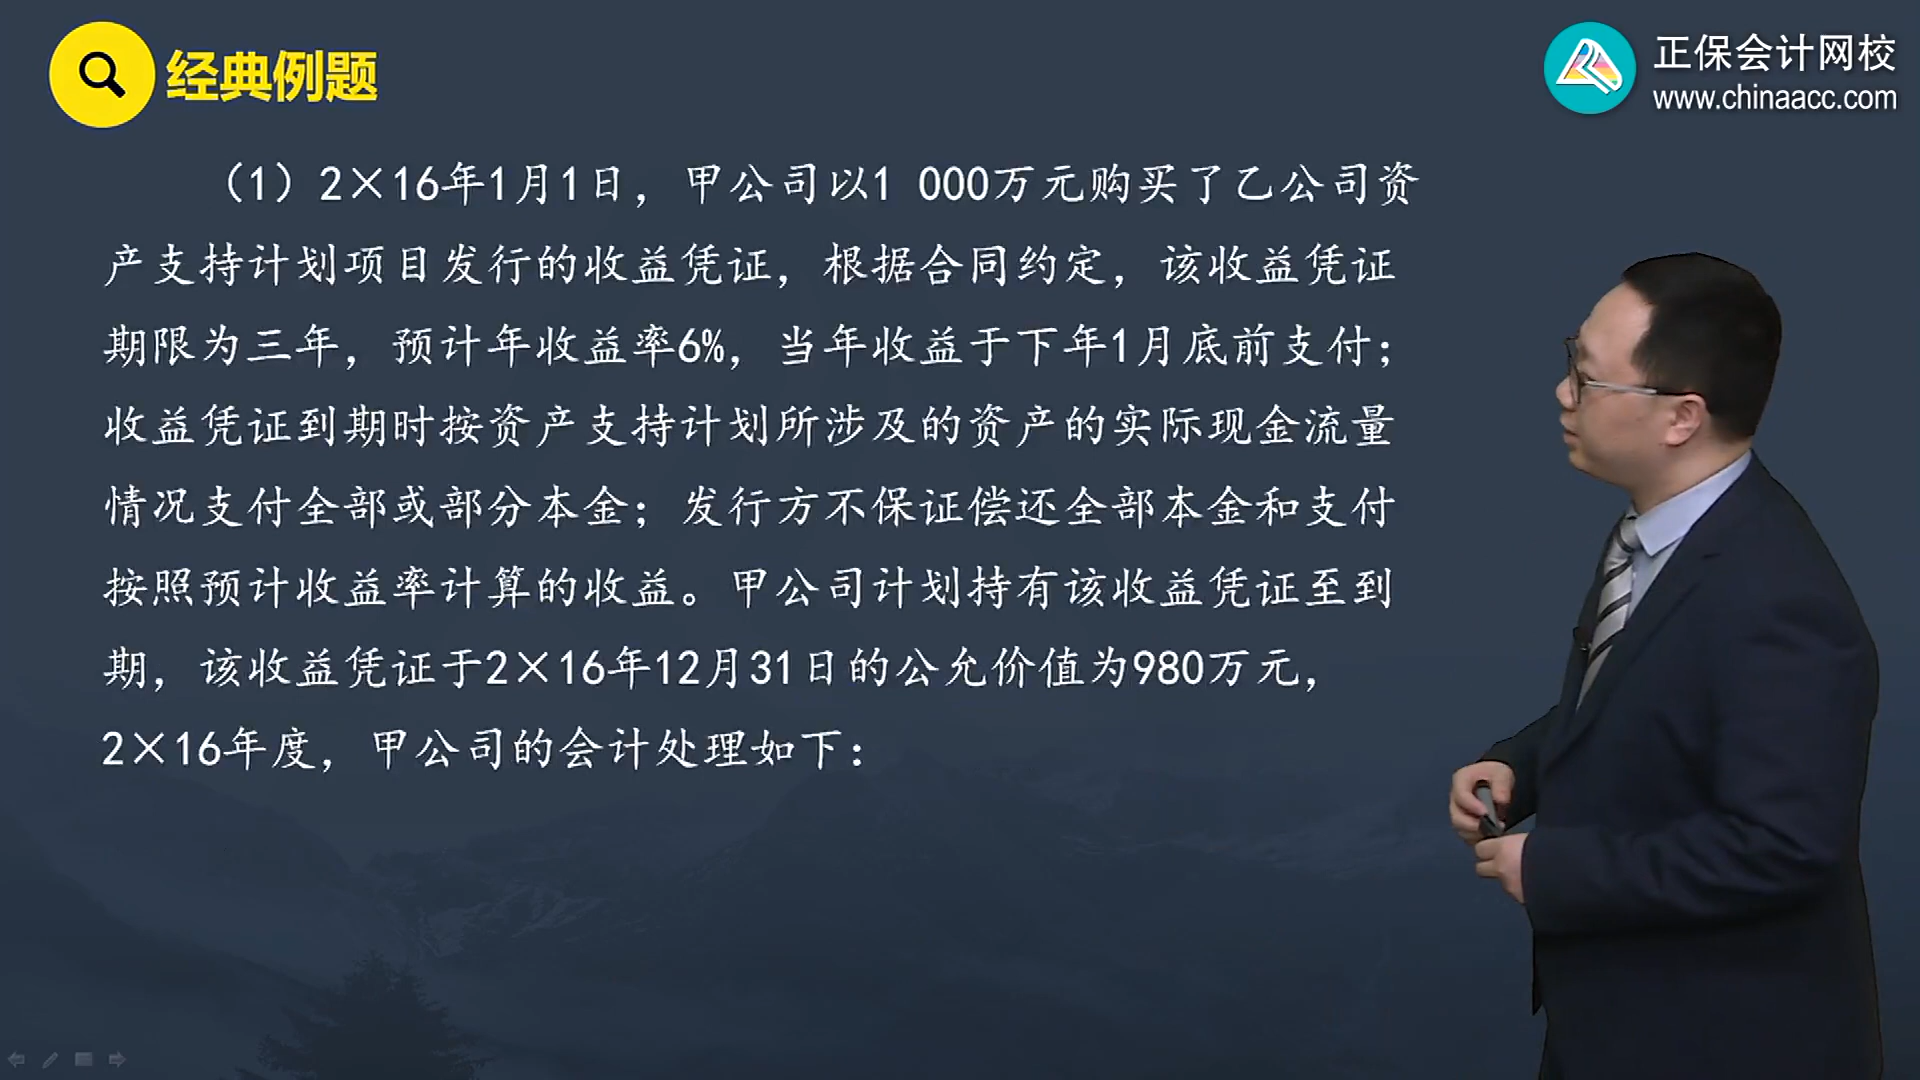 经典例题
正保会计网校
www.chinaacc.com
（1）2×16年1月1日，甲公司以1 000万元购买了乙公司资
产支持计划项目发行的收益凭证，根据合同约定，该收益凭证
期限为三年，预计年收益率6%，当年收益于下年1月底前支付；
收益凭证到期时按资产支持计划所涉及的资产的实际现金流量
情况支付全部或部分本金；发行方不保证偿还全部本金和支付
按照预计收益率计算的收益。甲公司计划持有该收益凭证至到
期，该收益凭证于2×16年12月31日的公允价值为980万元，
2×16年度，甲公司的会计处理如下：